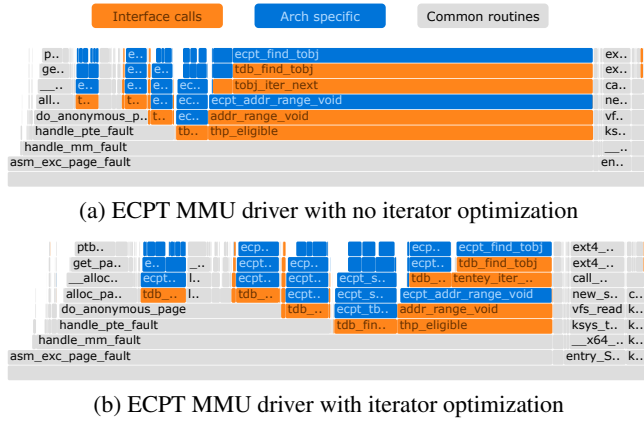 Interface calls Arch specific Common routines
p.. e.. ecpt_find_tobj ex..
ge.. e.. tdb_find_tobj ex..
__.. e.. e.. ec.. tobj_iter_next ca..
all.. t.. t.. e.. ec.. ecpt_addr_range_void ne..
do_anonymous_p.. t.. ec.. addr_range_void vf..
handle_pte_fault tb.. thp_eligible ks..
handle_mm_fault __..
asm_exc_page_fault en..
(a) ECPT MMU driver with no iterator optimization
ptb.. ecp.. ecp.. ecpt_find_tobj ext4_..
get_pa.. e.. _.. ecpt.. ecpt.. tdb_find_tobj ext4_..
__alloc.. ecpt.. l.. ecpt.. ecpt.. ecpt_s.. tdb_.. tentey_iter_.. call_..
alloc_pa.. tdb_.. l.. tdb_.. ecpt.. ecpt_s.. ecpt_addr_range_void new_s.. c..
do_anonymous_page tdb_.. ecpt_tb.. addr_range_void vfs_read k..
handle_pte_fault tdb_fin.. thp_eligible ksys_t.. k..
handle_mm_fault __x64_.. k..
asm_exc_page_fault entry_S.. k..
(b) ECPT MMU driver with iterator optimization